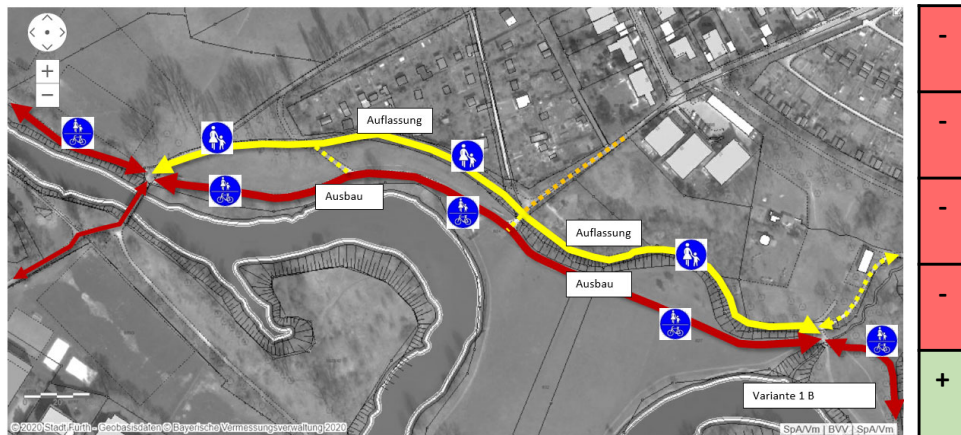 +
−
Auflassung
Ausbau
Auflassung
Ausbau
Variante 1 B
© 2020 Stadt Fürth - Geobasisdaten © Bayerische Vermessungsverwaltung 2020
SpA/Vm | BVV | SpA/Vm
-
-
-
+